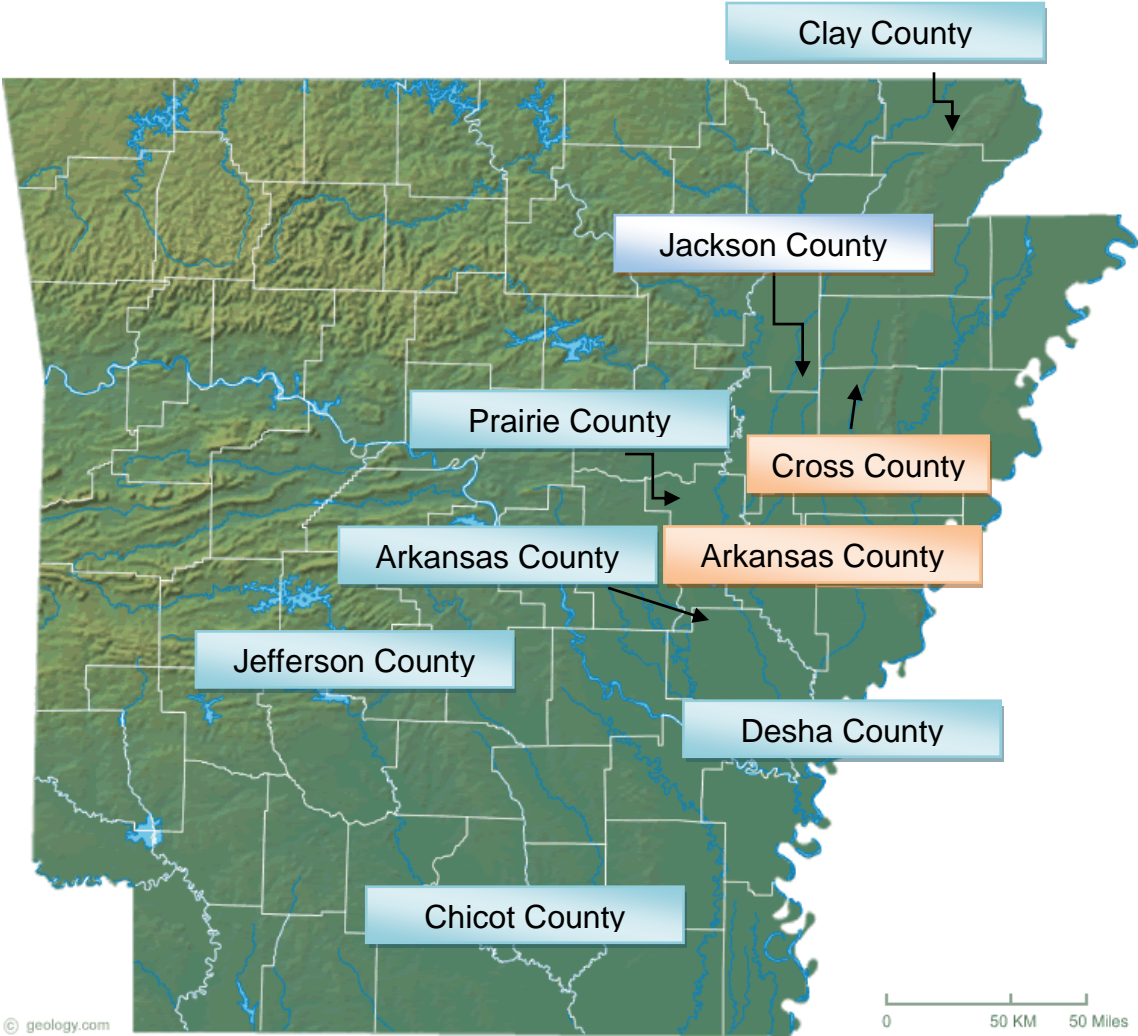 Clay County
Jackson County
Prairie County
Cross County
Arkansas County
Arkansas County
Jefferson County
Desha County
Chicot County
© geology.com
0 50 KM 50 Miles